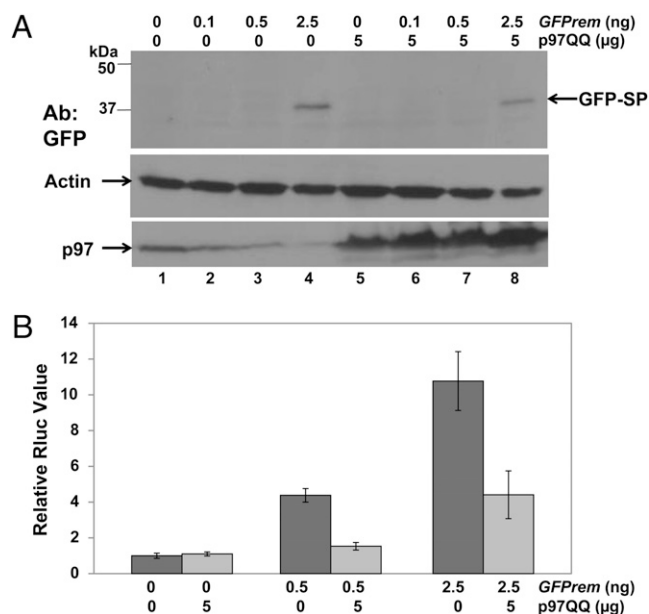 A
0 0.1 0.5 2.5 0 0.1 0.5 2.5 GFPrem (ng)
0 0 0 0 5 5 5 5 p97QQ (µg)
kDa
50
37
Ab:
GFP
GFP-SP
Actin
p97
1 2 3 4 5 6 7 8
B
14
12
10
8
6
4
2
0
Relative Rluc Value
0 0 0.5 0.5 2.5 2.5 GFPrem (ng)
0 5 0 5 0 5 p97QQ (µg)